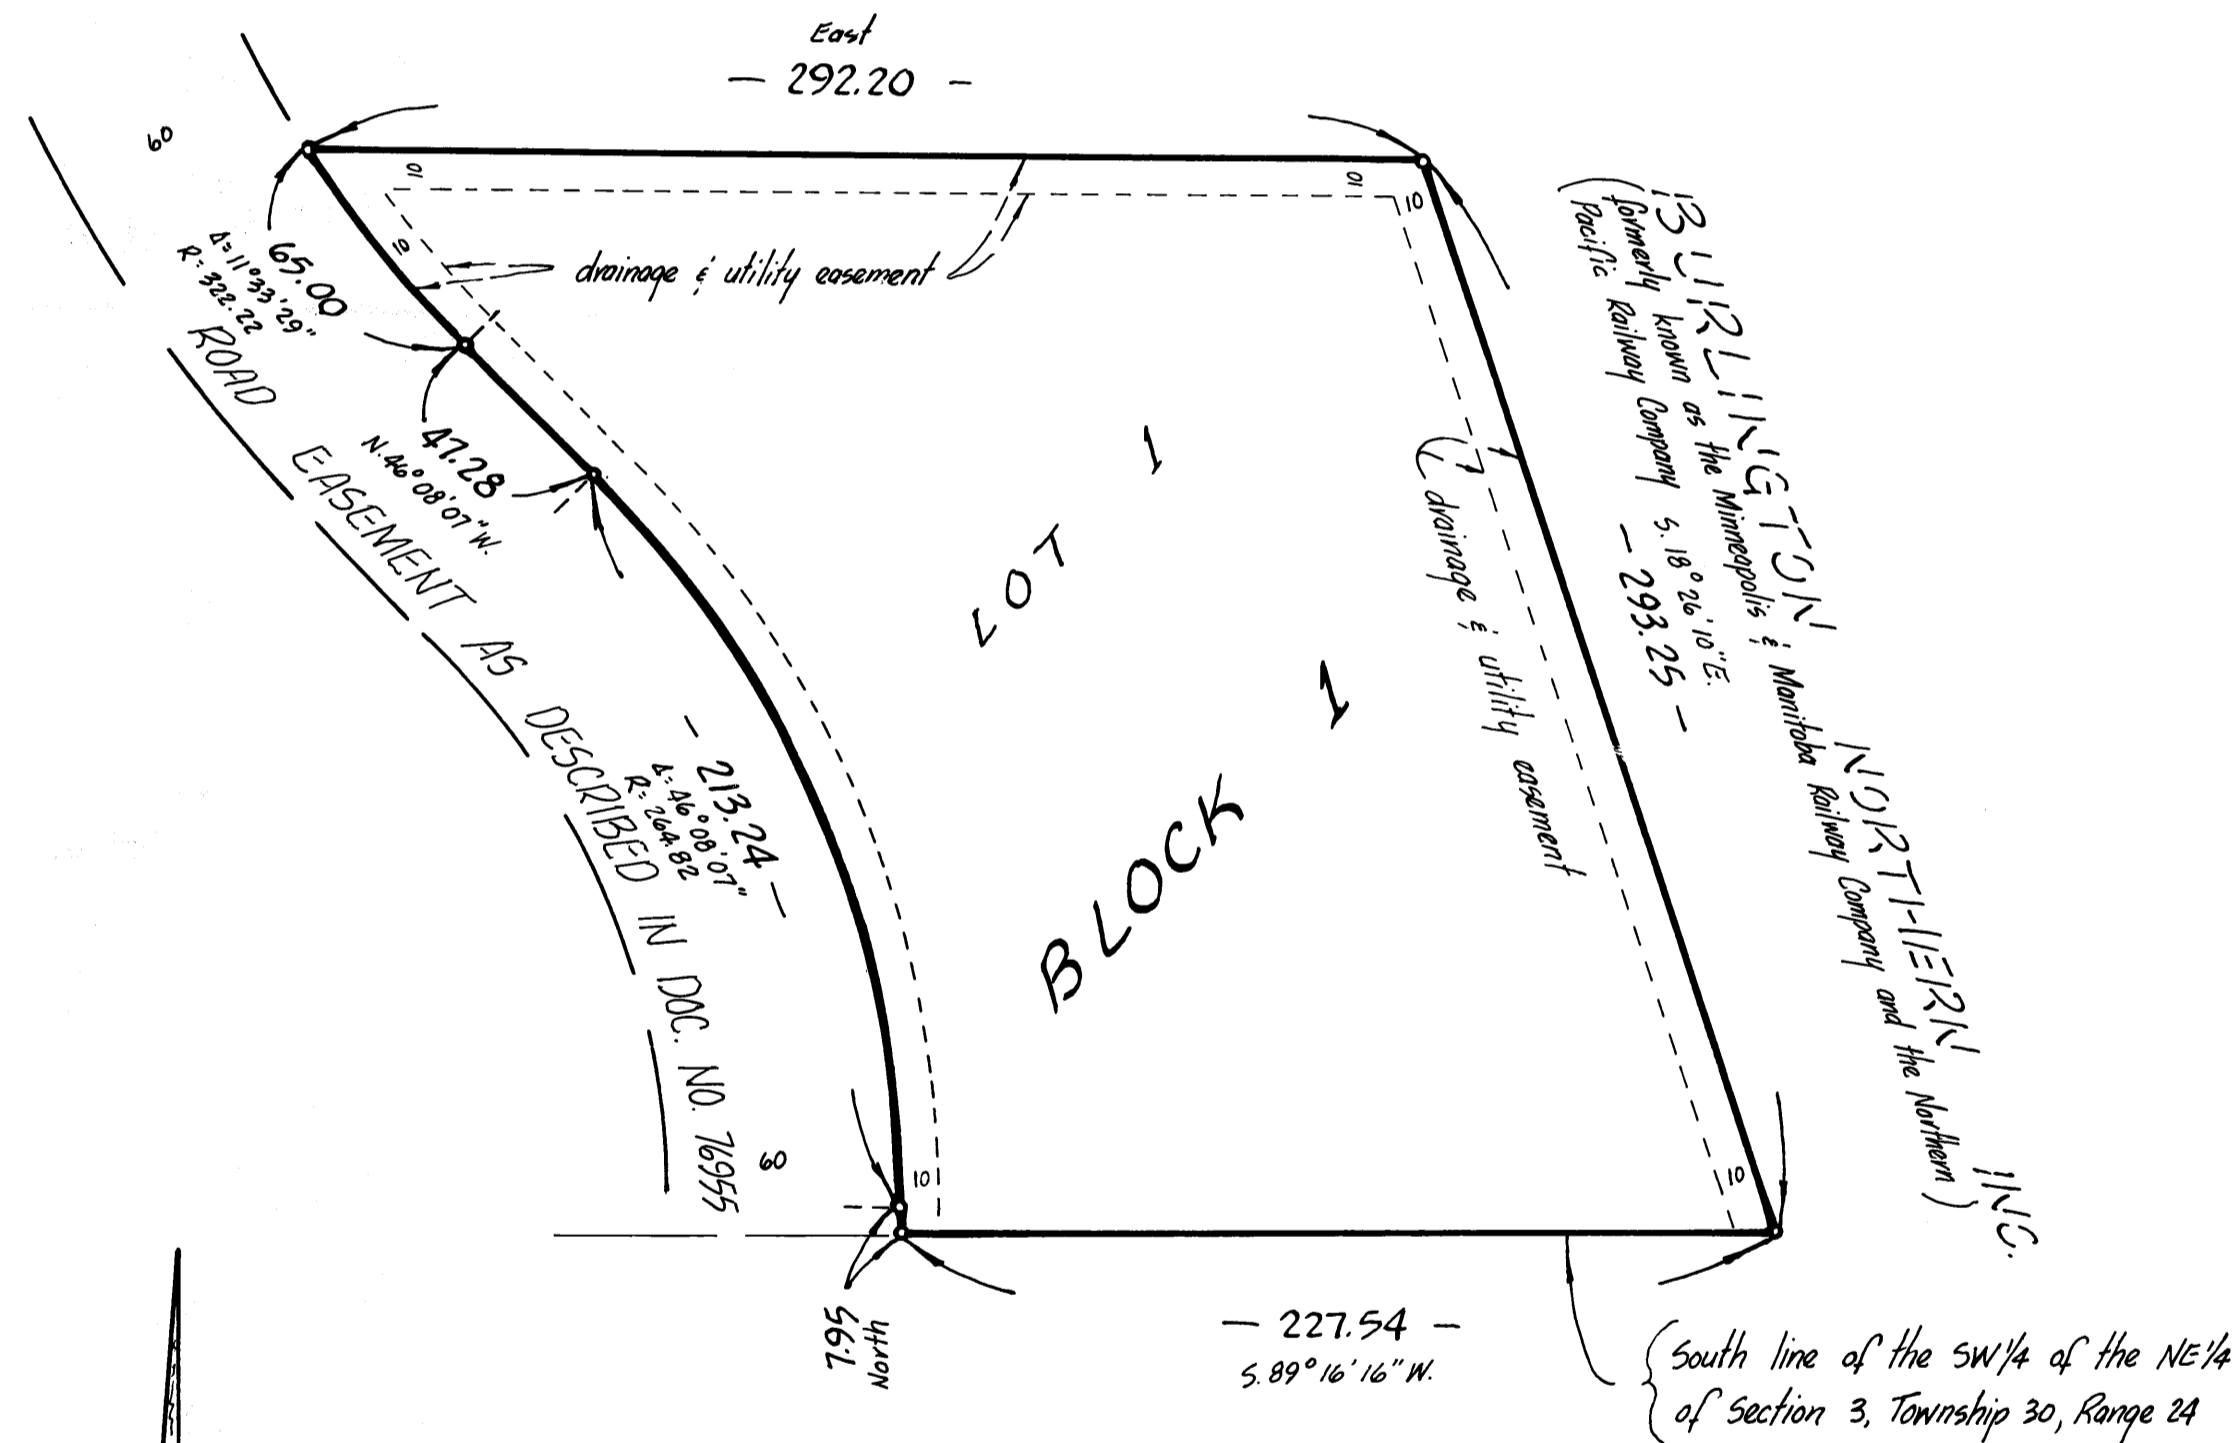 East
— 292.20 —
60
10
10
10
10
65.00
Δ=11°33'29"
R=322.22
drainage & utility easement
47.28
N.46°08'07"W.
ROAD EASEMENT AS DESCRIBED IN DOC. NO. 76955
— 213.24 —
Δ=46°08'07"
R=264.82
LOT 1
BLOCK 1
(drainage & utility easement
S. 18°26'10"E.
— 293.25 —
BURLINGTON NORTHERN INC.
(formerly known as the Minneapolis & Manitoba Railway Company and the Northern
Pacific Railway Company)
60
10
10
7.95
North
— 227.54 —
S.89°16'16"W.
South line of the SW1/4 of the NE1/4
of Section 3, Township 30, Range 24